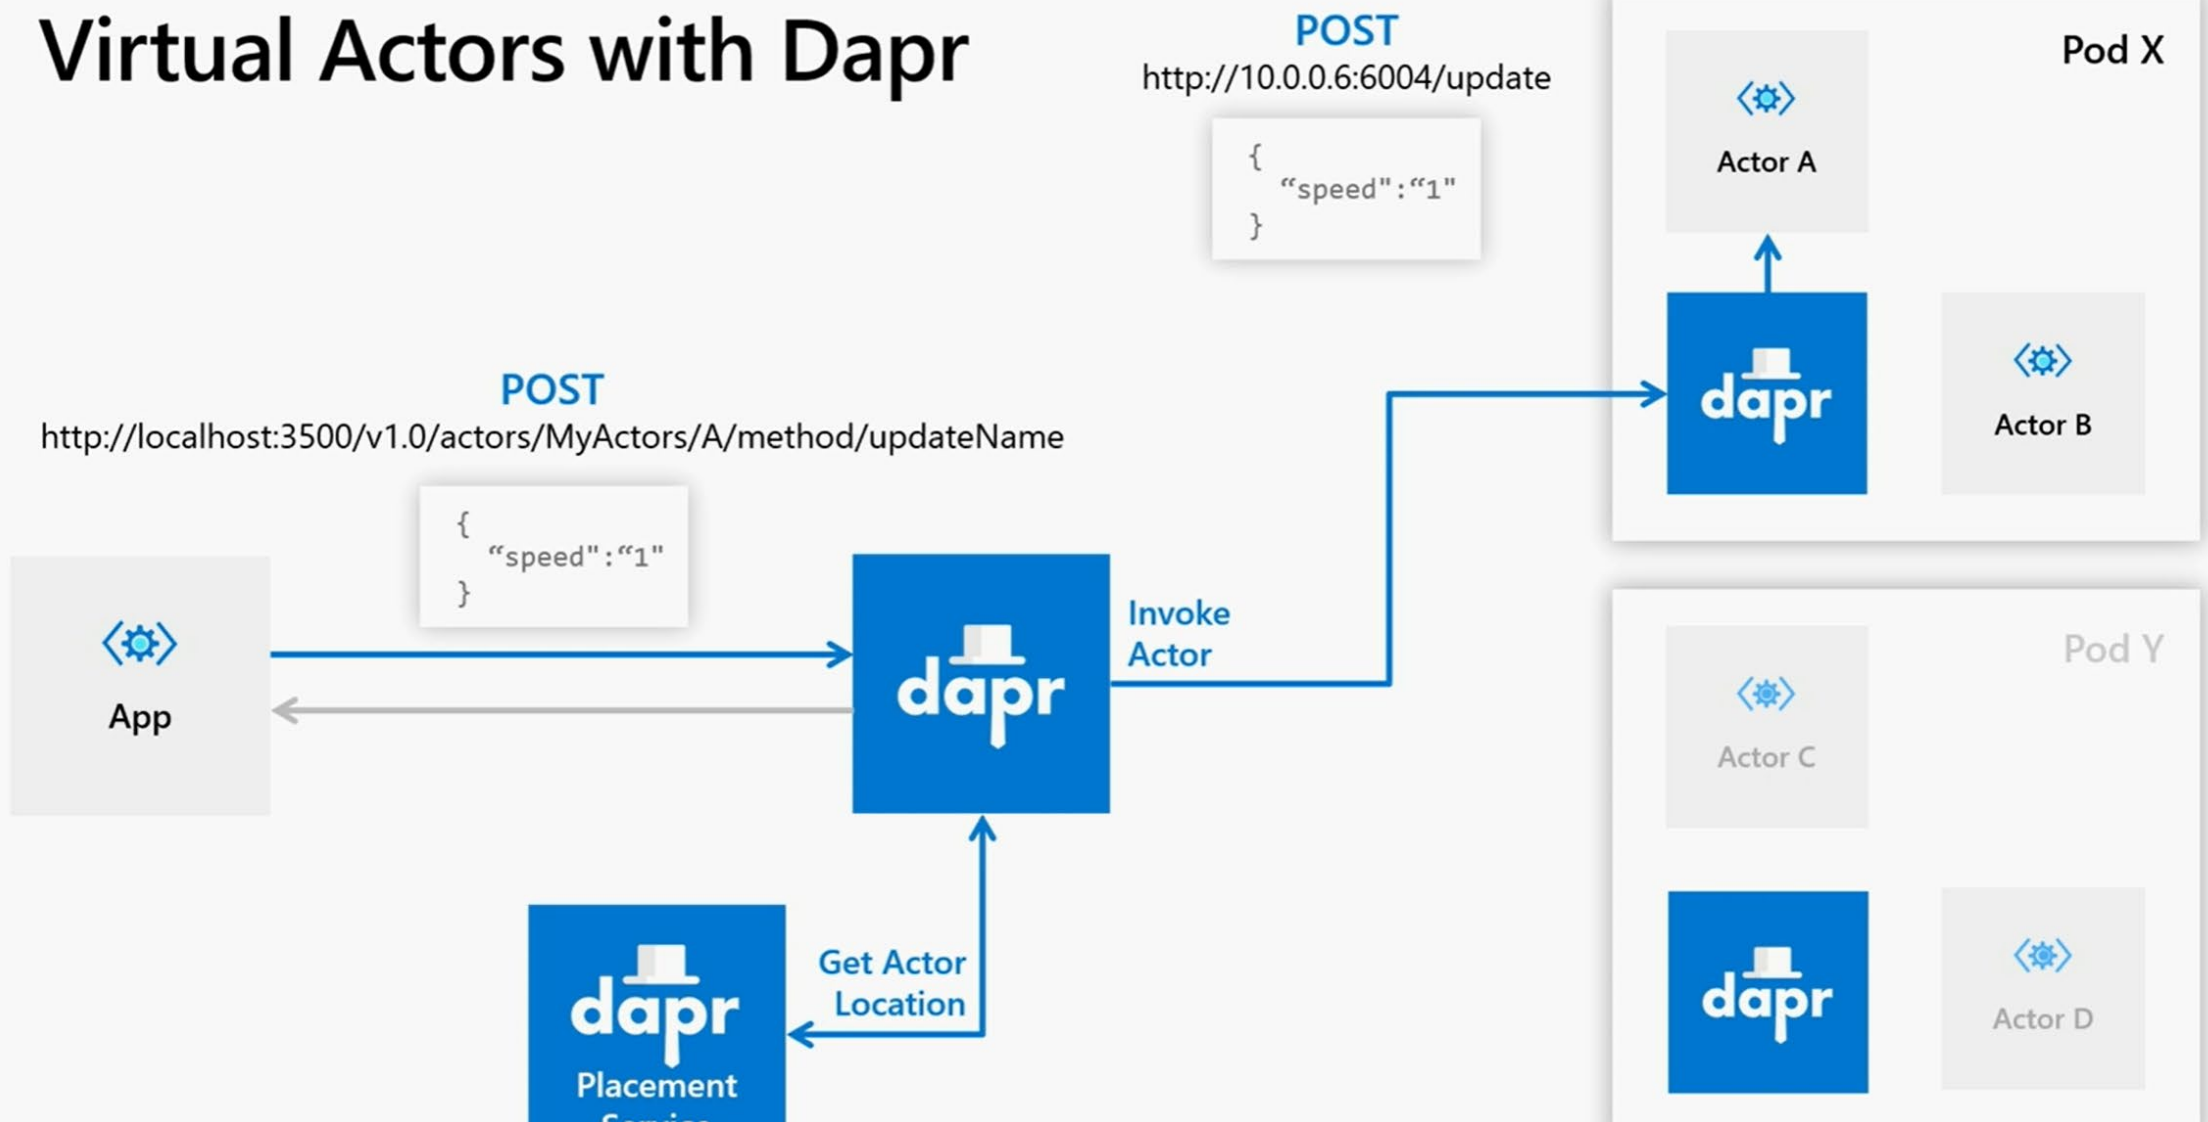 Virtual Actors with Dapr
POST
http://10.0.0.6:6004/update
{
“speed":“1"
}
Pod X
Actor A
dapr
Actor B
POST
http://localhost:3500/v1.0/actors/MyActors/A/method/updateName
{
“speed":“1"
}
App
dapr
Invoke
Actor
Pod Y
Actor C
dapr
Actor D
Get Actor
Location
dapr
Placement
Service